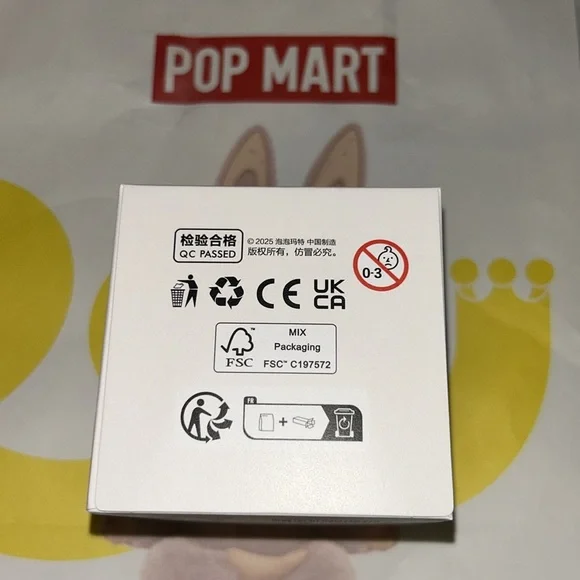 POP MART
检验合格
QC PASSED
© 2025 泡泡玛特 中国制造
版权所有，仿冒必究。
0-3
CE
UK
CA
MIX
Packaging
FSC™ C197572
FSC
FR
+